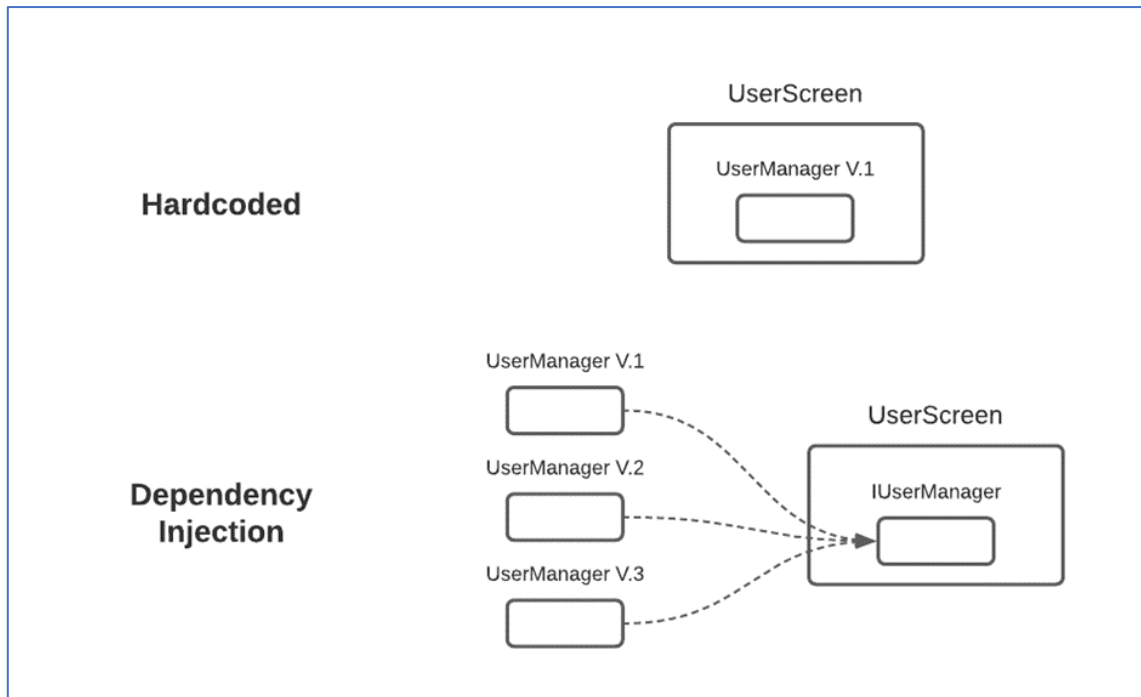 UserScreen
UserManager V.1
Hardcoded
UserManager V.1
UserScreen
UserManager V.2
IUserManager
Dependency
Injection
UserManager V.3